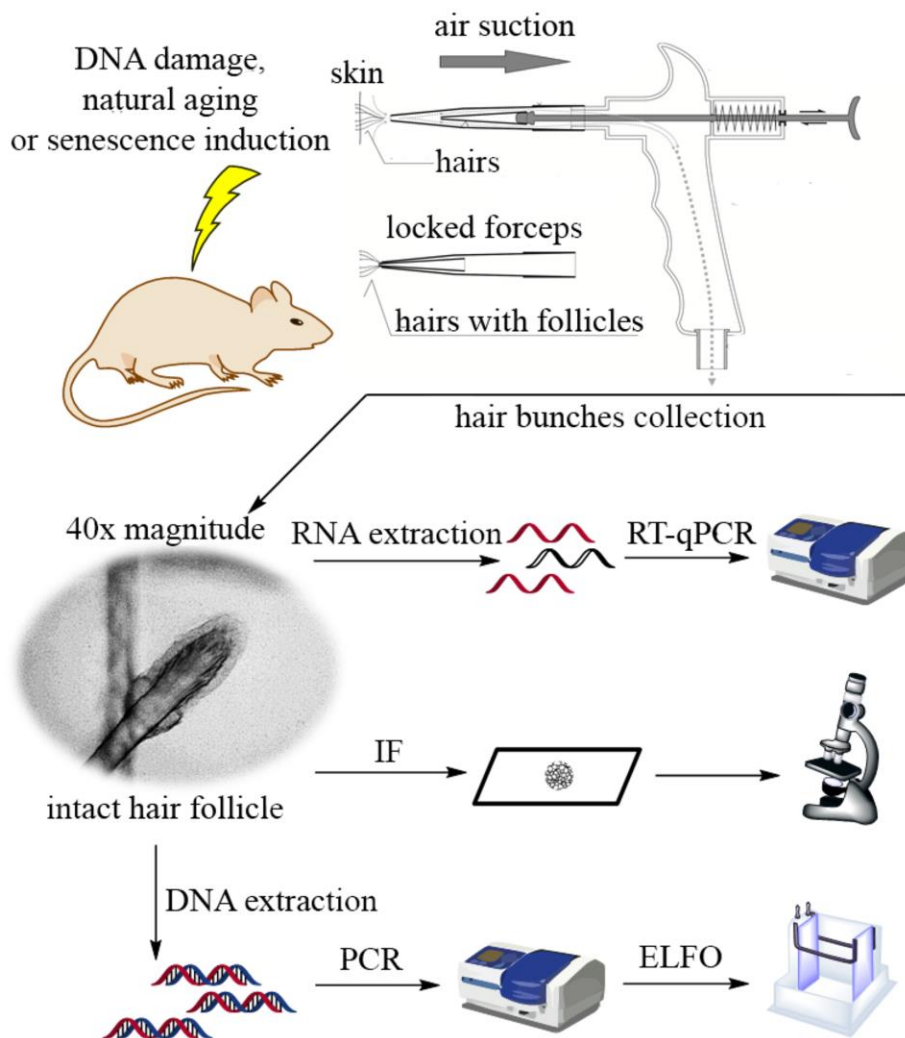 air suction
DNA damage,
natural aging
or senescence induction
skin
hairs
locked forceps
hairs with follicles
hair bunches collection
40x magnitude
RNA extraction
RT-qPCR
IF
intact hair follicle
DNA extraction
PCR
ELFO